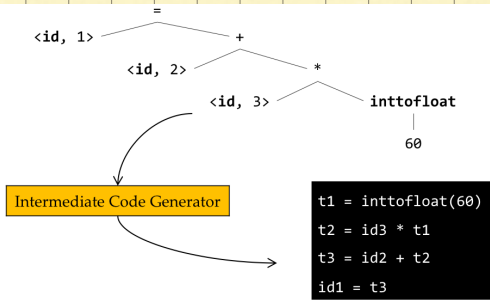 =
<id, 1>
+
<id, 2>
*
<id, 3>
inttofloat
60
Intermediate Code Generator
t1 = inttofloat(60)
t2 = id3 * t1
t3 = id2 + t2
id1 = t3